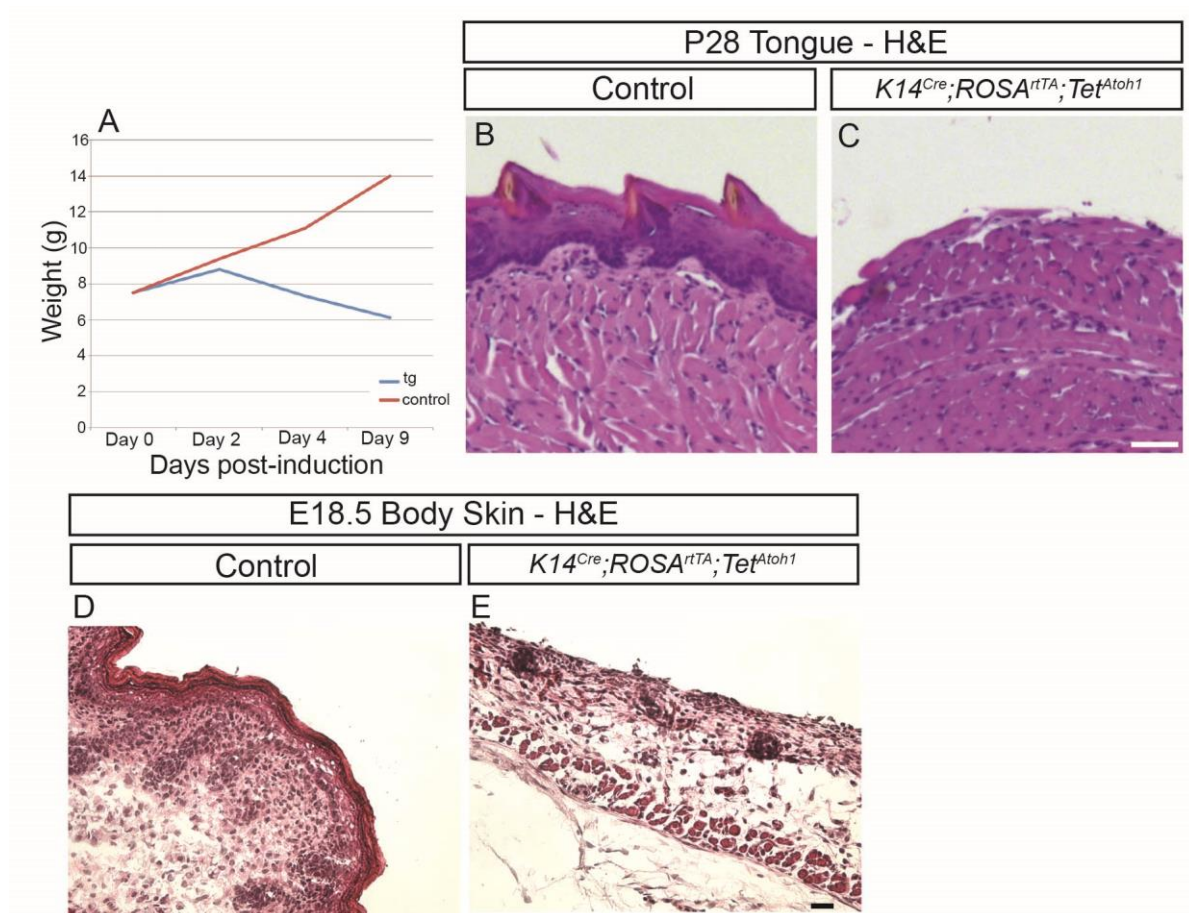 P28 Tongue - H&E
Control
K14Cre;ROSArtTA;TetAtoh1
A
B
C
16
14
12
10
8
6
4
2
0
Weight (g)
tg
control
Day 0 Day 2 Day 4 Day 9
Days post-induction
E18.5 Body Skin - H&E
Control
K14Cre;ROSArtTA;TetAtoh1
D
E